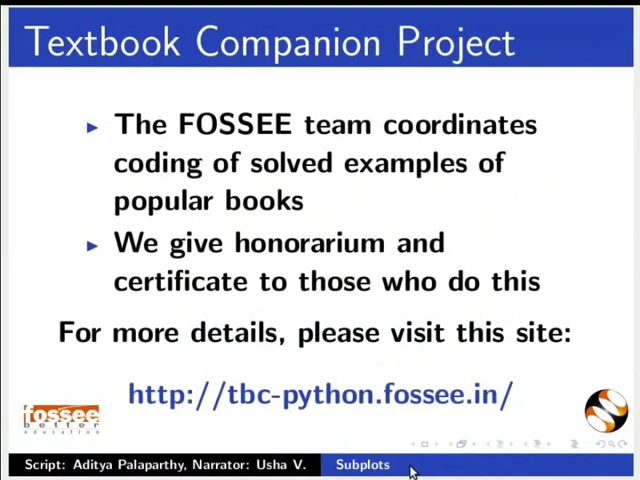 Textbook Companion Project
▶ The FOSSEE team coordinates
coding of solved examples of
popular books
▶ We give honorarium and
certificate to those who do this
For more details, please visit this site:
http://tbc-python.fossee.in/
fossee
better
education
Script: Aditya Palaparthy, Narrator: Usha V.
Subplots